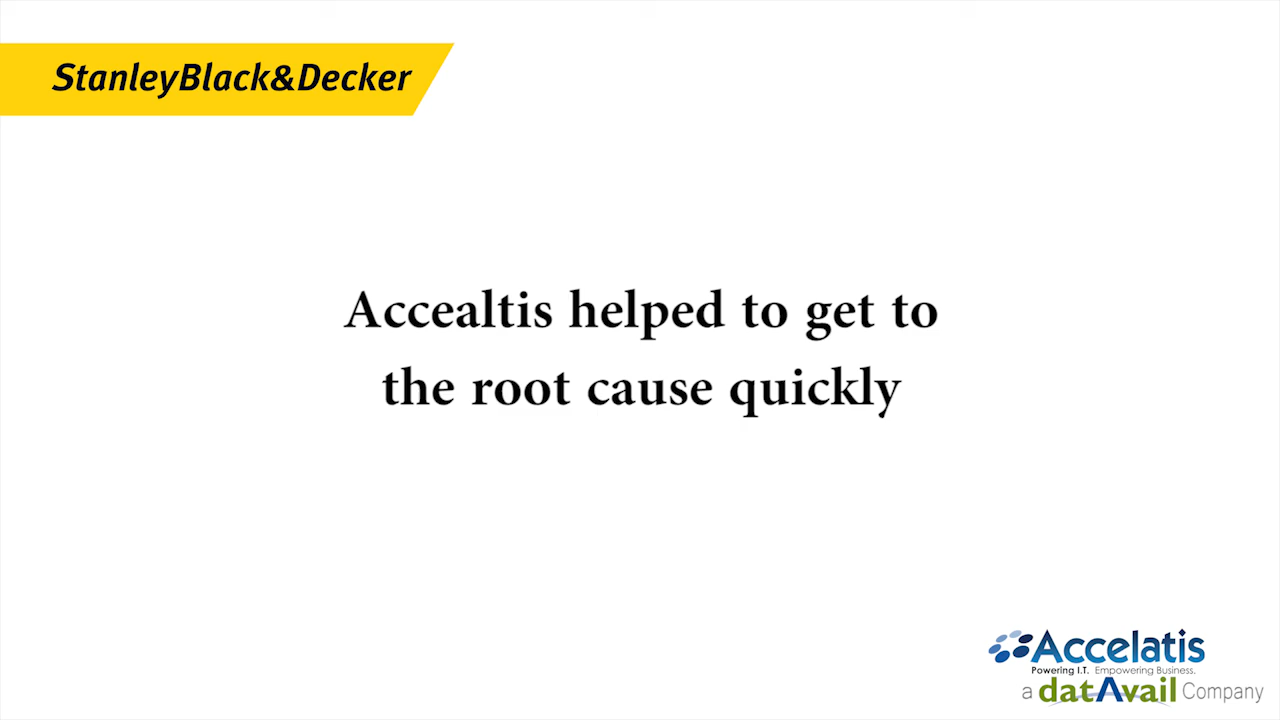 StanleyBlack&Decker
Accealtis helped to get to
the root cause quickly
Accelatis
Powering I.T. Empowering Business.
a datAvail Company